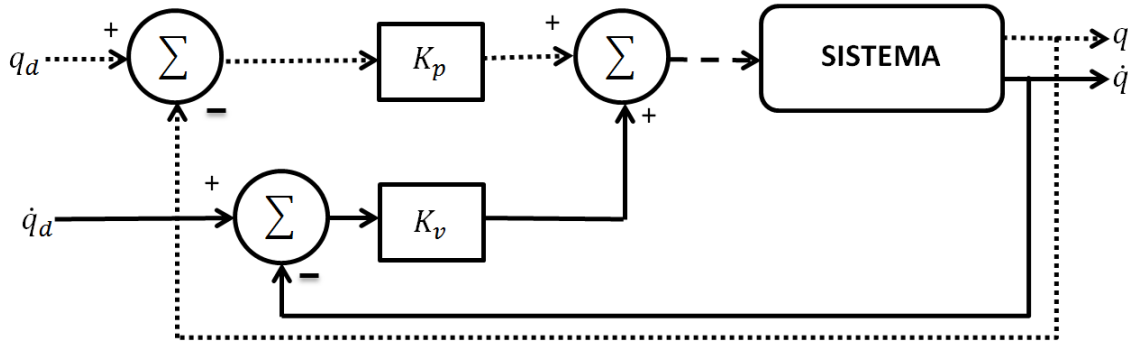 + + q
q_d ∑ K_p ∑ SISTEMA
q̇
− +
+
q̇_d ∑ K_v
−